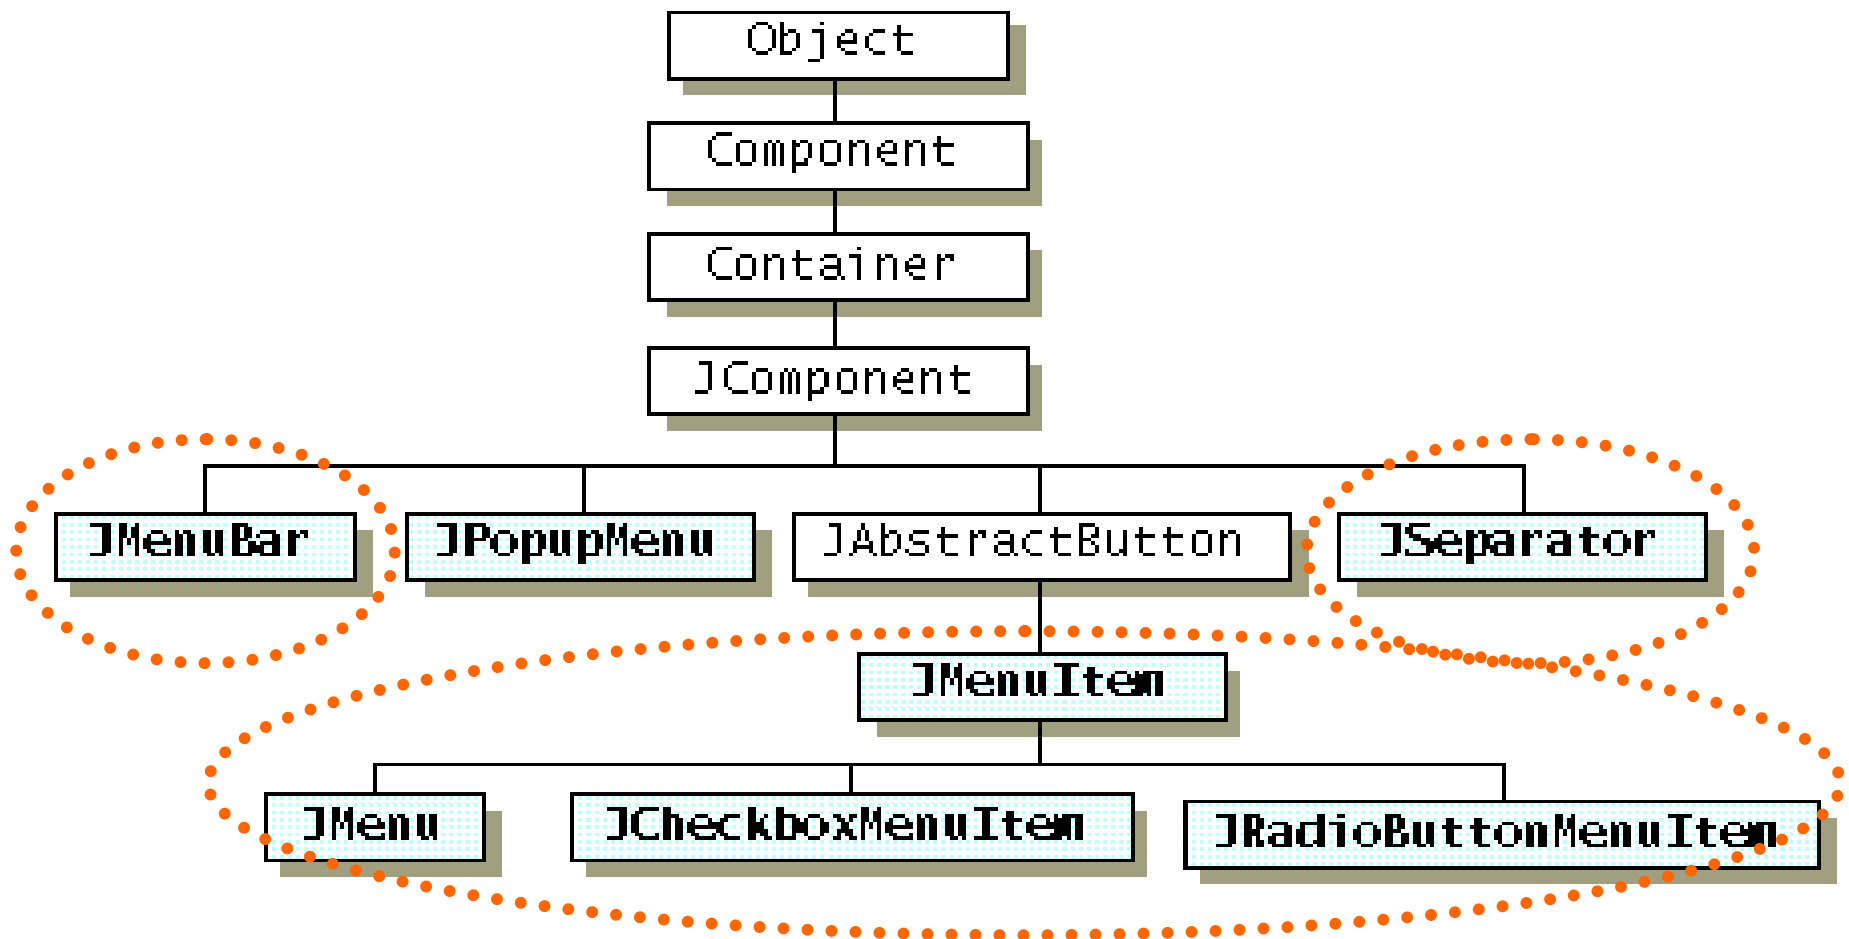 Object
Component
Container
JComponent
JMenuBar
JPopupMenu
JAbstractButton
JSeparator
JMenuItem
JMenu
JCheckboxMenuItem
JRadioButtonMenuItem